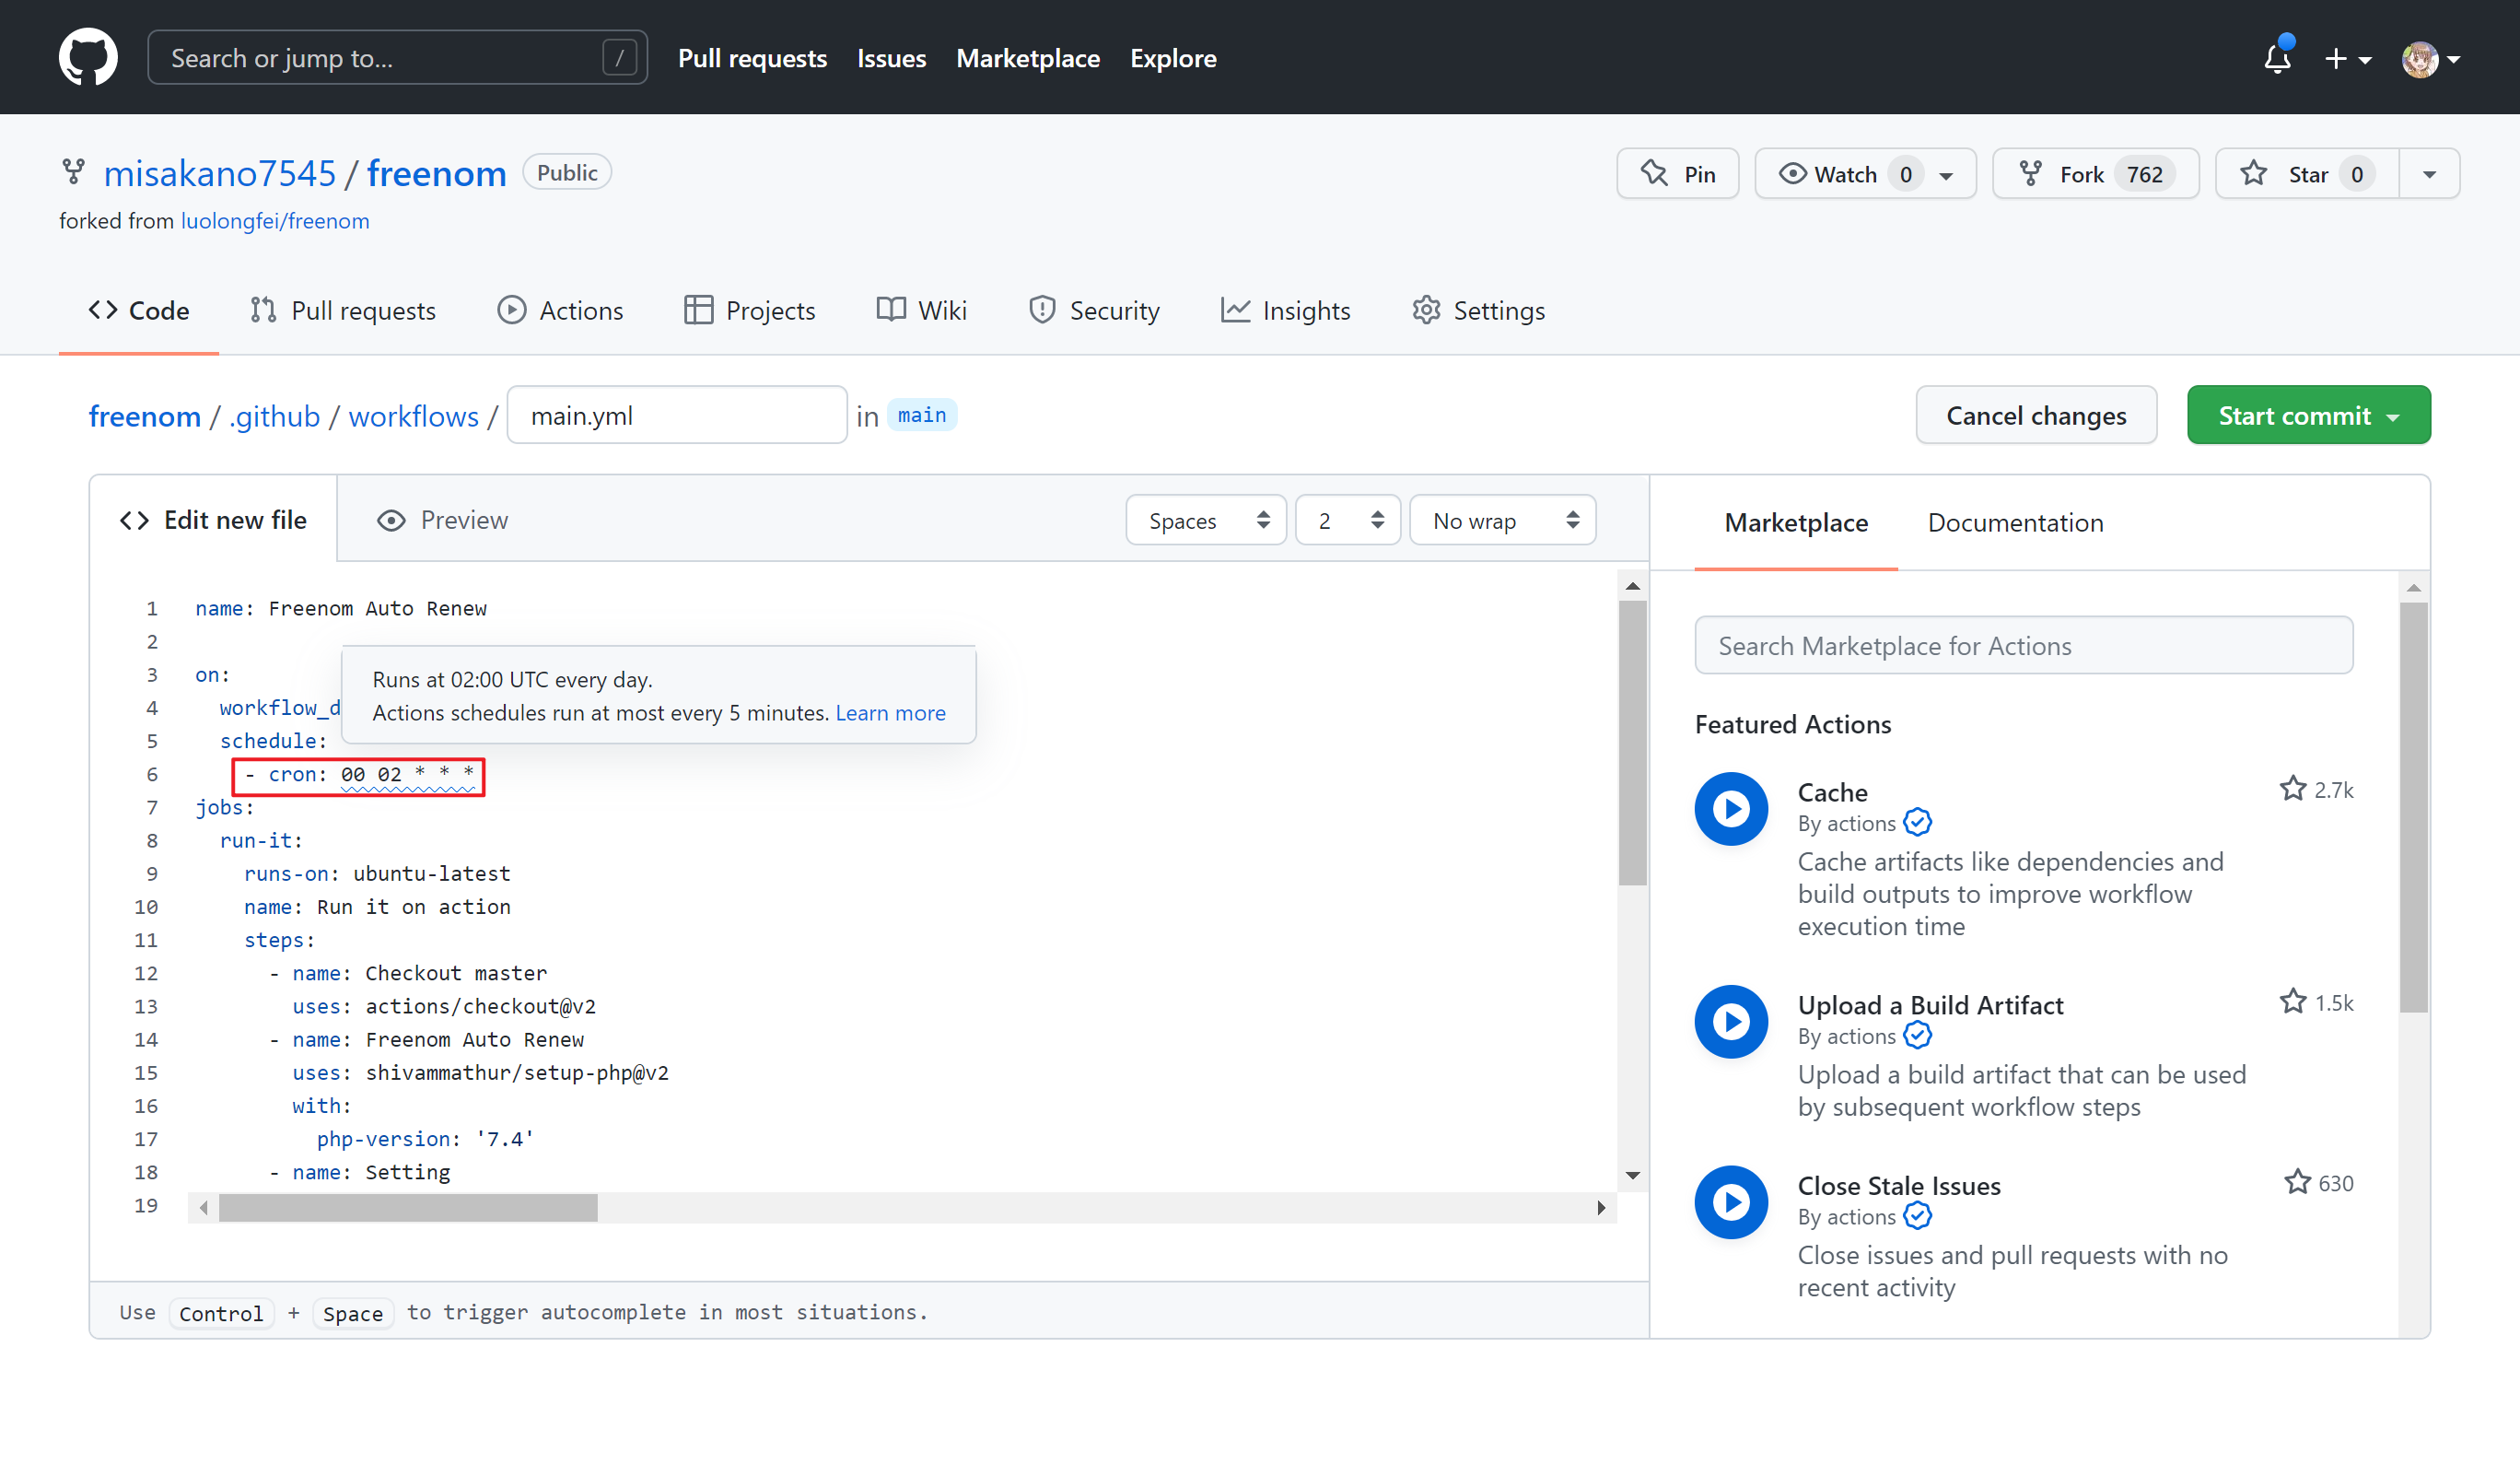 Search or jump to... /
Pull requests Issues Marketplace Explore
misakano7545 / freenom Public
Pin Watch 0 Fork 762 Star 0
forked from luolongfei/freenom
Code Pull requests Actions Projects Wiki Security Insights Settings
freenom / .github / workflows / main.yml in main
Cancel changes Start commit
Edit new file Preview
Spaces 2 No wrap
1 name: Freenom Auto Renew
2
3 on:
4 workflow_d
5 schedule:
Runs at 02:00 UTC every day.
Actions schedules run at most every 5 minutes. Learn more
6 - cron: 00 02 * * *
7 jobs:
8 run-it:
9 runs-on: ubuntu-latest
10 name: Run it on action
11 steps:
12 - name: Checkout master
13 uses: actions/checkout@v2
14 - name: Freenom Auto Renew
15 uses: shivammathur/setup-php@v2
16 with:
17 php-version: '7.4'
18 - name: Setting
19
Use Control + Space to trigger autocomplete in most situations.
Marketplace Documentation
Search Marketplace for Actions
Featured Actions
Cache 2.7k
By actions
Cache artifacts like dependencies and
build outputs to improve workflow
execution time
Upload a Build Artifact 1.5k
By actions
Upload a build artifact that can be used
by subsequent workflow steps
Close Stale Issues 630
By actions
Close issues and pull requests with no
recent activity